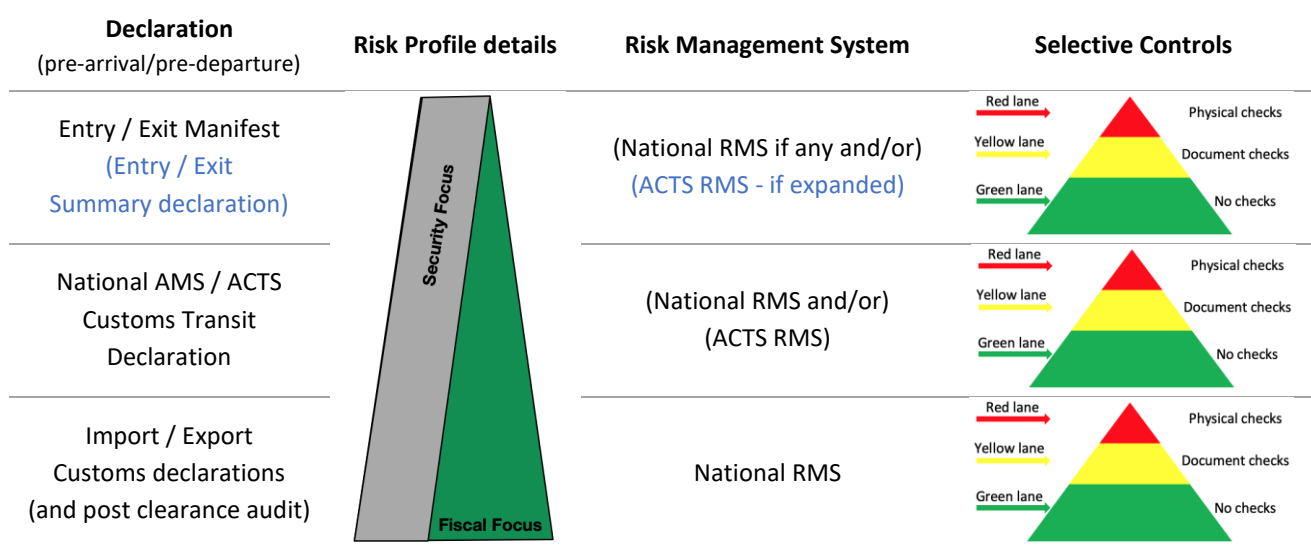 Declaration
(pre-arrival/pre-departure)
Risk Profile details
Risk Management System
Selective Controls
Entry / Exit Manifest
(Entry / Exit
Summary declaration)
Security Focus
Fiscal Focus
(National RMS if any and/or)
(ACTS RMS - if expanded)
Red lane
Physical checks
Yellow lane
Document checks
Green lane
No checks
National AMS / ACTS
Customs Transit
Declaration
(National RMS and/or)
(ACTS RMS)
Red lane
Physical checks
Yellow lane
Document checks
Green lane
No checks
Import / Export
Customs declarations
(and post clearance audit)
National RMS
Red lane
Physical checks
Yellow lane
Document checks
Green lane
No checks